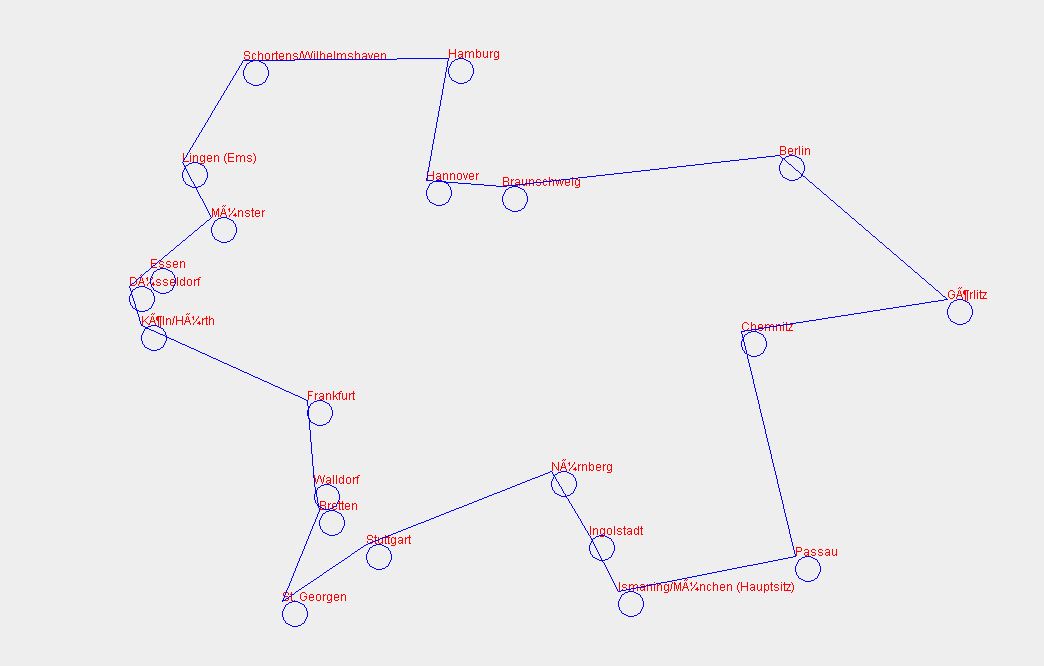 Schortens/Wilhelmshaven
Hamburg
Berlin
Lingen (Ems)
Hannover
Braunschweig
MÃ¼nster
Essen
DÃ¼sseldorf
GÃ¶rlitz
KÃ¶ln/HÃ¼rth
Chemnitz
Frankfurt
NÃ¼rnberg
Walldorf
Bretten
Ingolstadt
Stuttgart
Passau
Ismaning/MÃ¼nchen (Hauptsitz)
St. Georgen